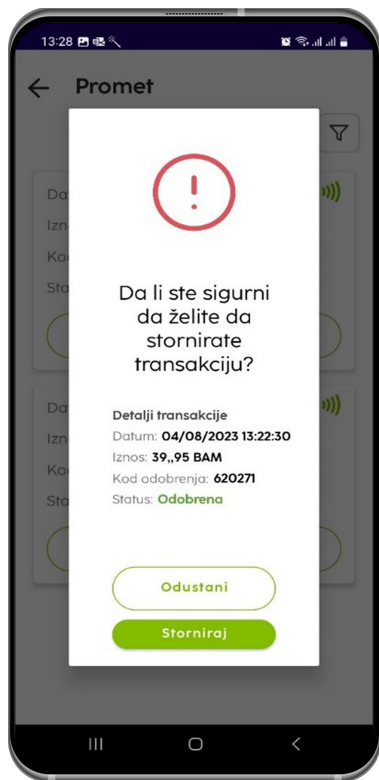 13:28
Promet
Da li ste sigurni
da želite da
stornirate
transakciju?
Detalji transakcije
Datum: 04/08/2023 13:22:30
Iznos: 39,,95 BAM
Kod odobrenja: 620271
Status: Odobrena
Odustani
Storniraj